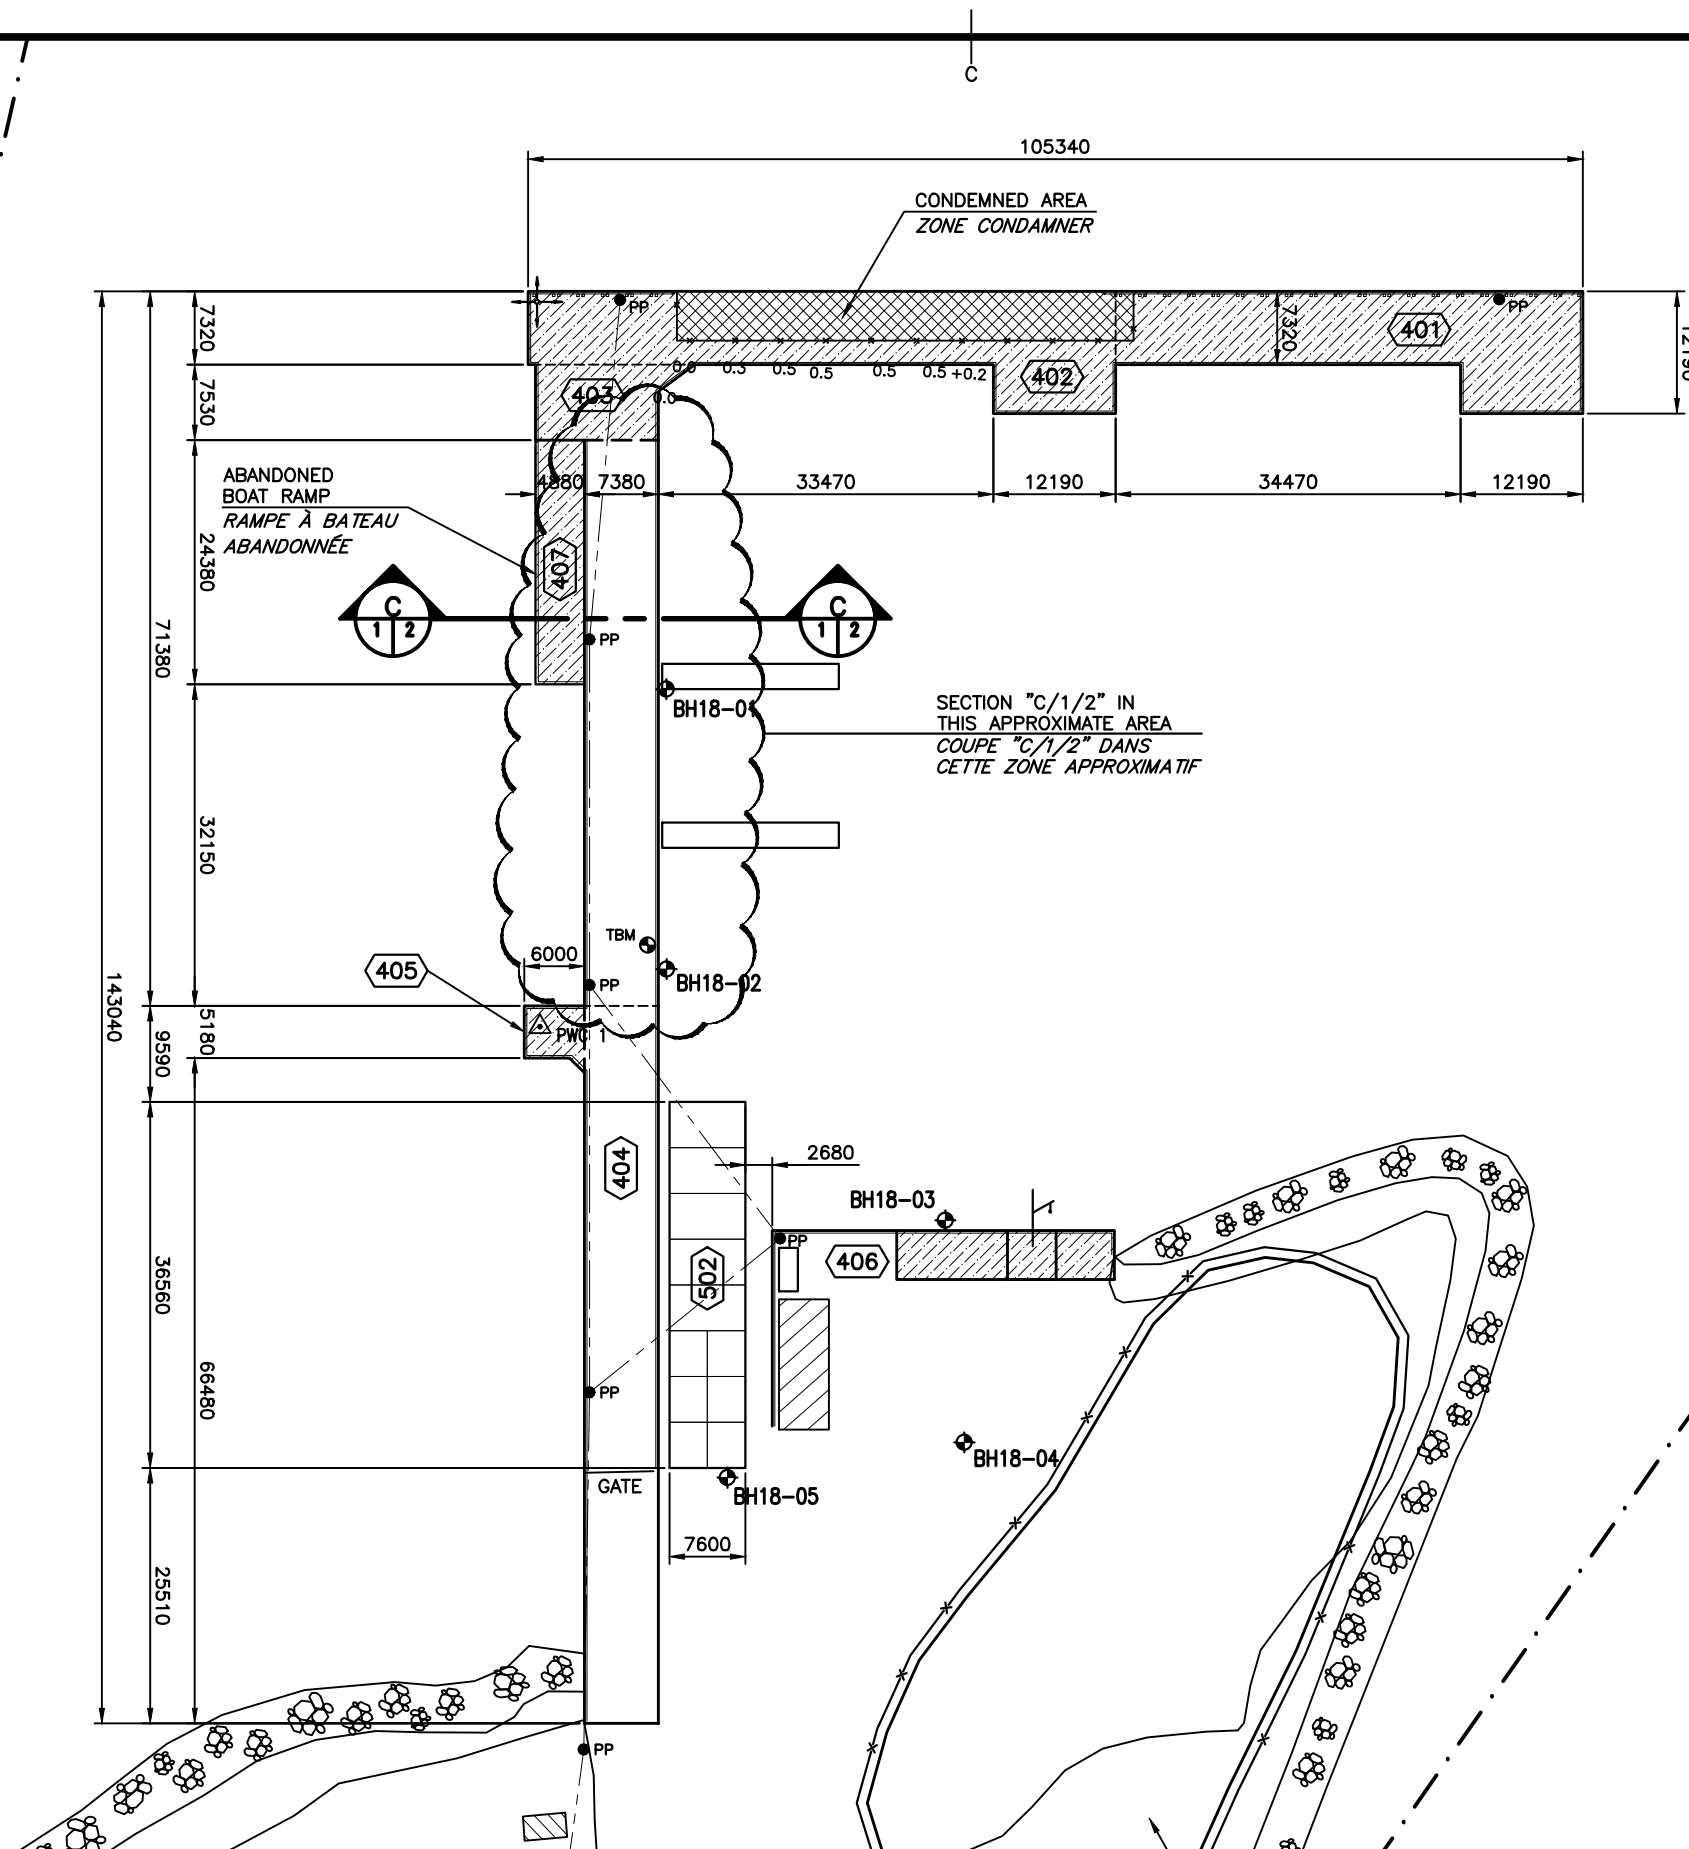 C
105340
CONDEMNED AREA
ZONE CONDAMNER
PP
PP
7320
7320
401
402
403
0.0
0.3
0.5
0.5
0.5
0.5
+0.2
0.0
7530
ABANDONED
BOAT RAMP
RAMPE À BATEAU
ABANDONNÉE
4880
7380
33470
12190
34470
12190
24380
407
C
1
2
C
1
2
PP
71380
BH18-01
SECTION "C/1/2" IN
THIS APPROXIMATE AREA
COUPE "C/1/2" DANS
CETTE ZONE APPROXIMATIF
32150
TBM
405
6000
PP
BH18-02
143040
9590
5180
PWC 1
404
2680
BH18-03
PP
406
502
36560
66480
PP
BH18-04
GATE
BH18-05
7600
25510
PP